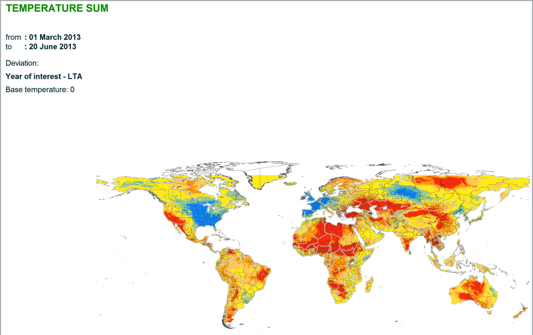 TEMPERATURE SUM
from : 01 March 2013
to : 20 June 2013
Deviation:
Year of interest - LTA
Base temperature: 0